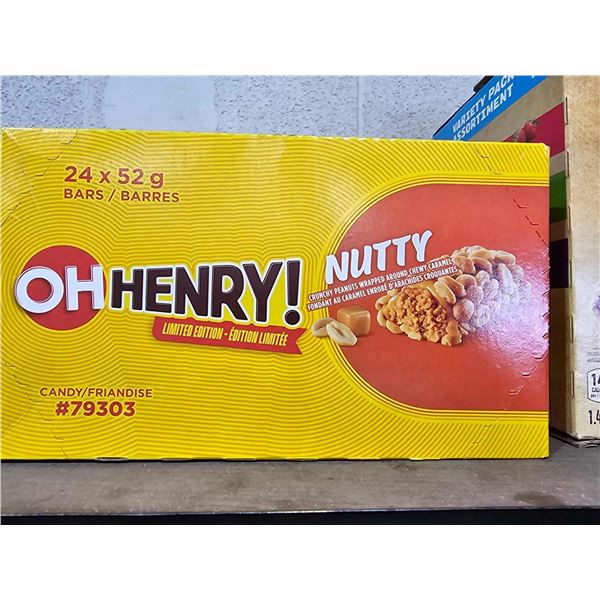 24 x 52 g
BARS / BARRES
OH HENRY!
LIMITED EDITION - ÉDITION LIMITÉE
NUTTY
CRUNCHY PEANUTS WRAPPED AROUND CHEWY CARAMEL
FONDANT AU CARAMEL ENROBÉ D'ARACHIDES CROQUANTES
CANDY/FRIANDISE
#79303
VARIETY PACK
ASSORTIMENT